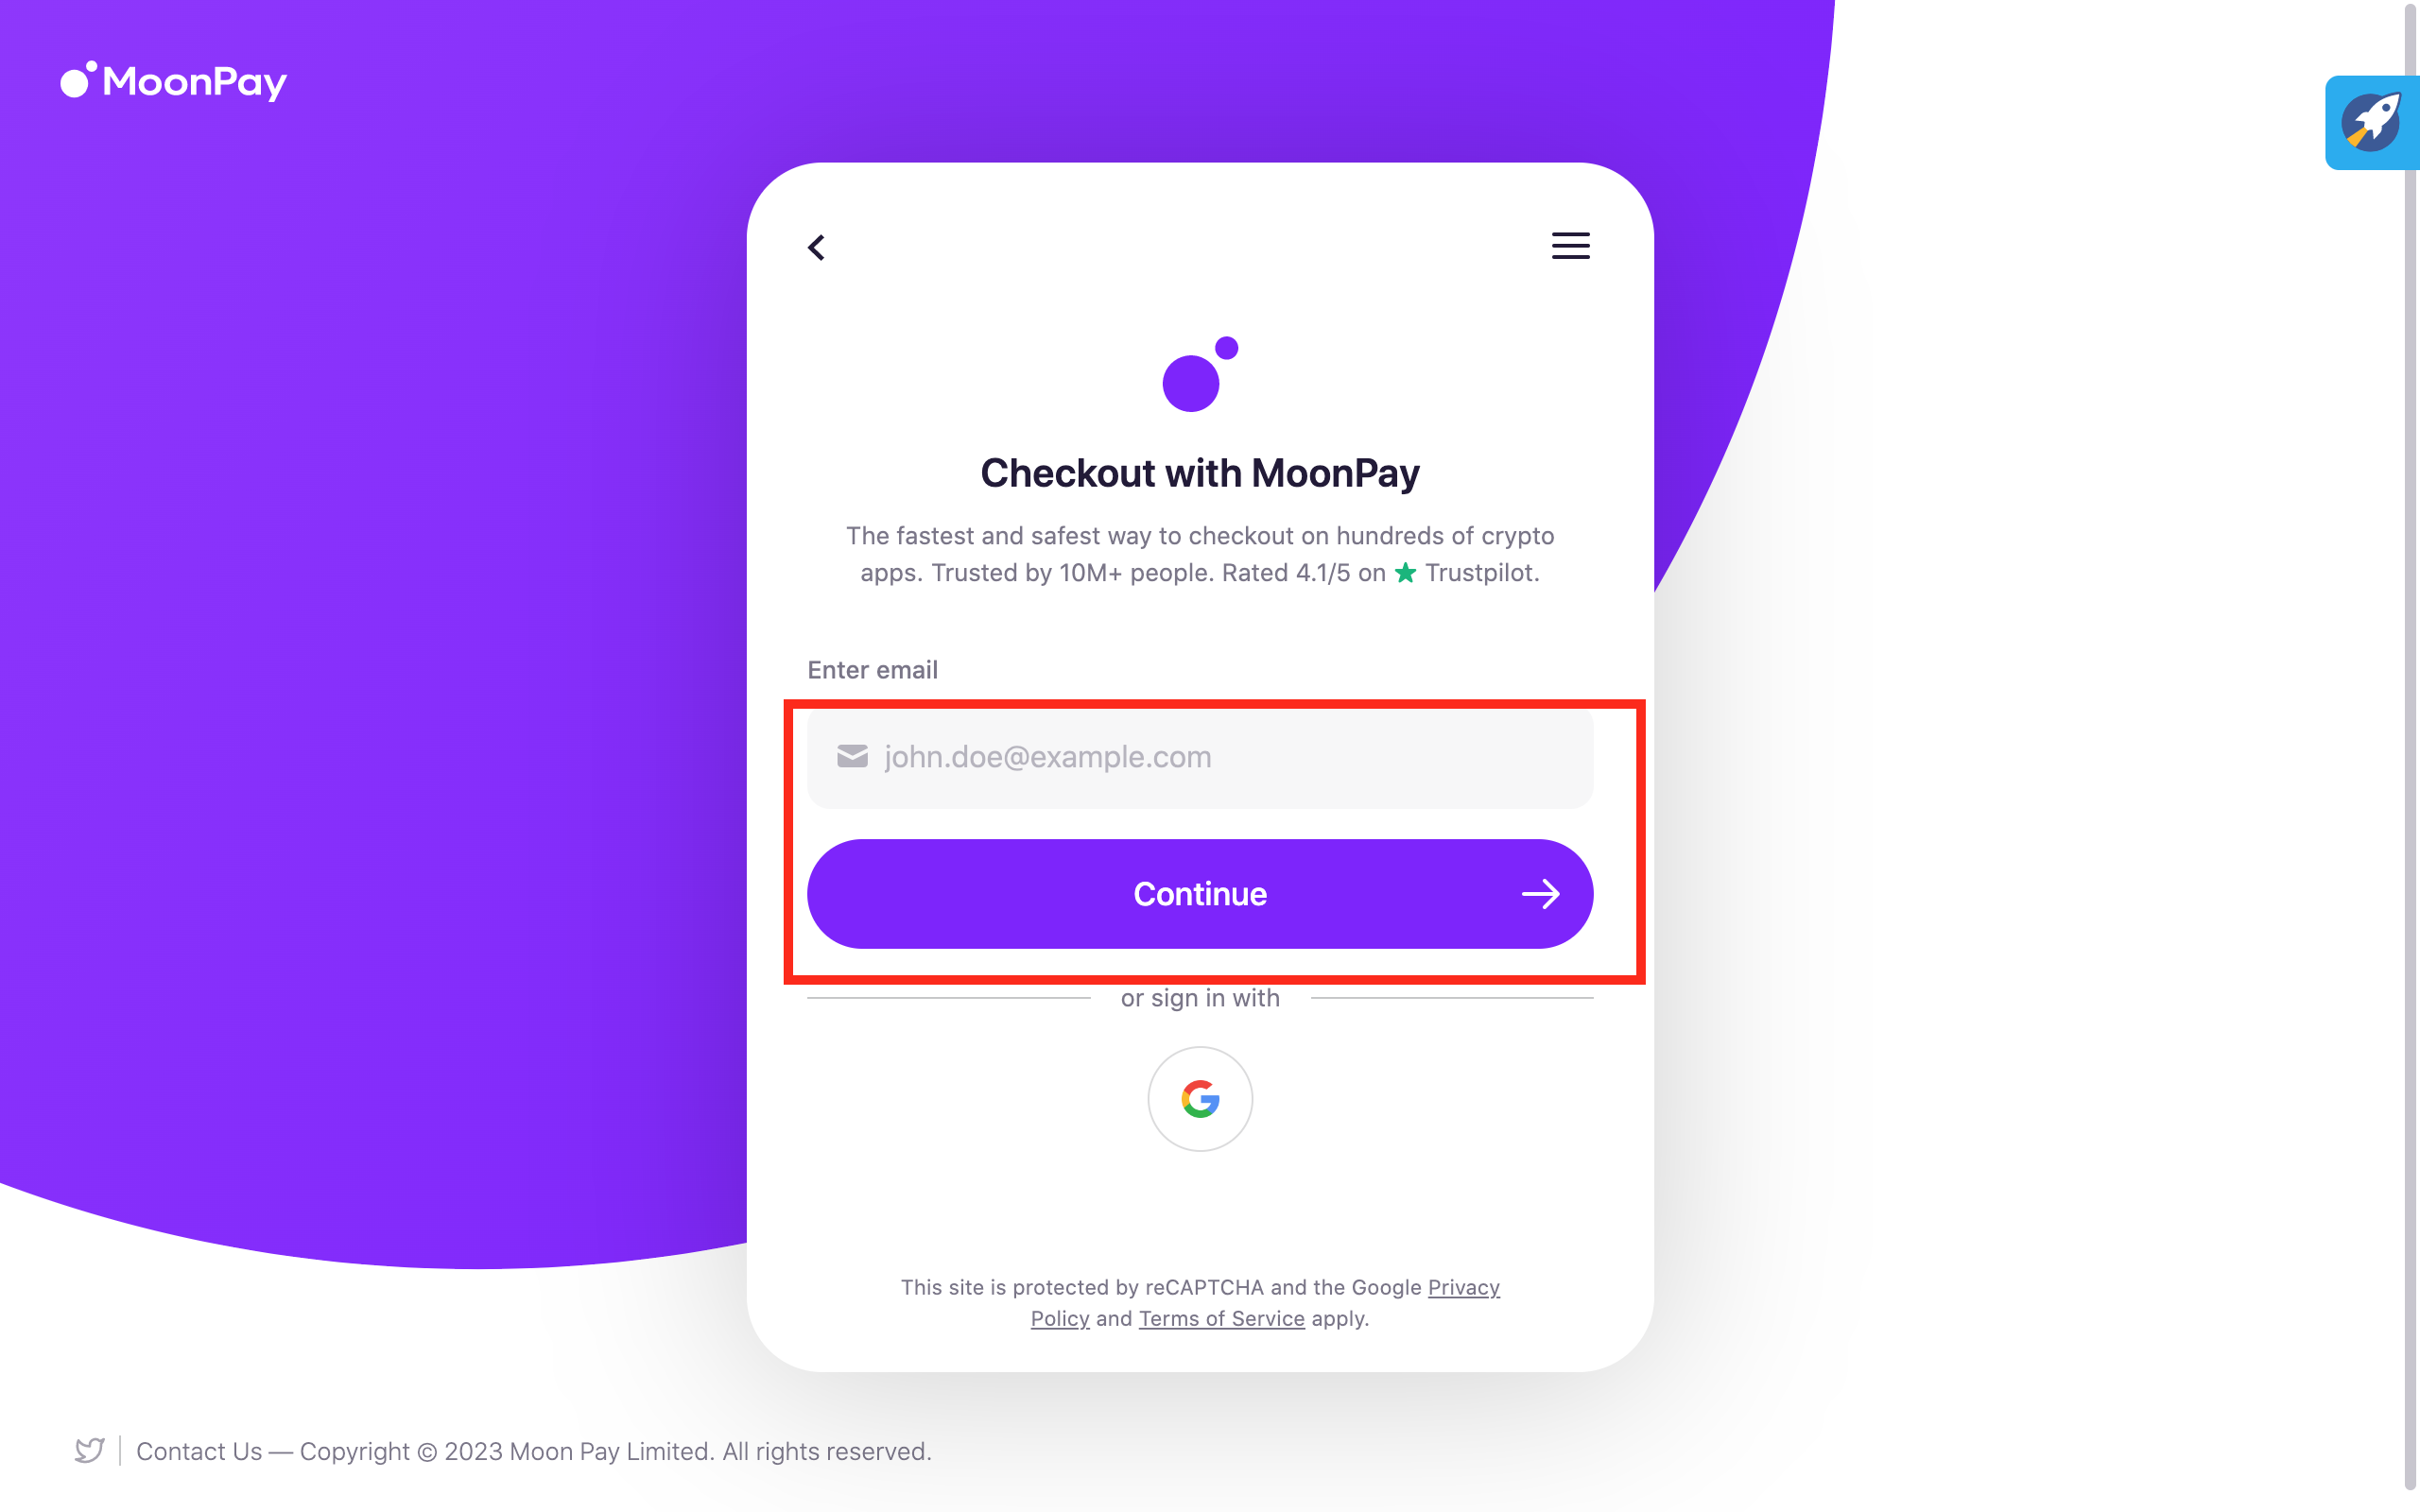 MoonPay
Checkout with MoonPay
The fastest and safest way to checkout on hundreds of crypto
apps. Trusted by 10M+ people. Rated 4.1/5 on ★ Trustpilot.
Enter email
john.doe@example.com
Continue
or sign in with
This site is protected by reCAPTCHA and the Google Privacy
Policy and Terms of Service apply.
Contact Us — Copyright © 2023 Moon Pay Limited. All rights reserved.